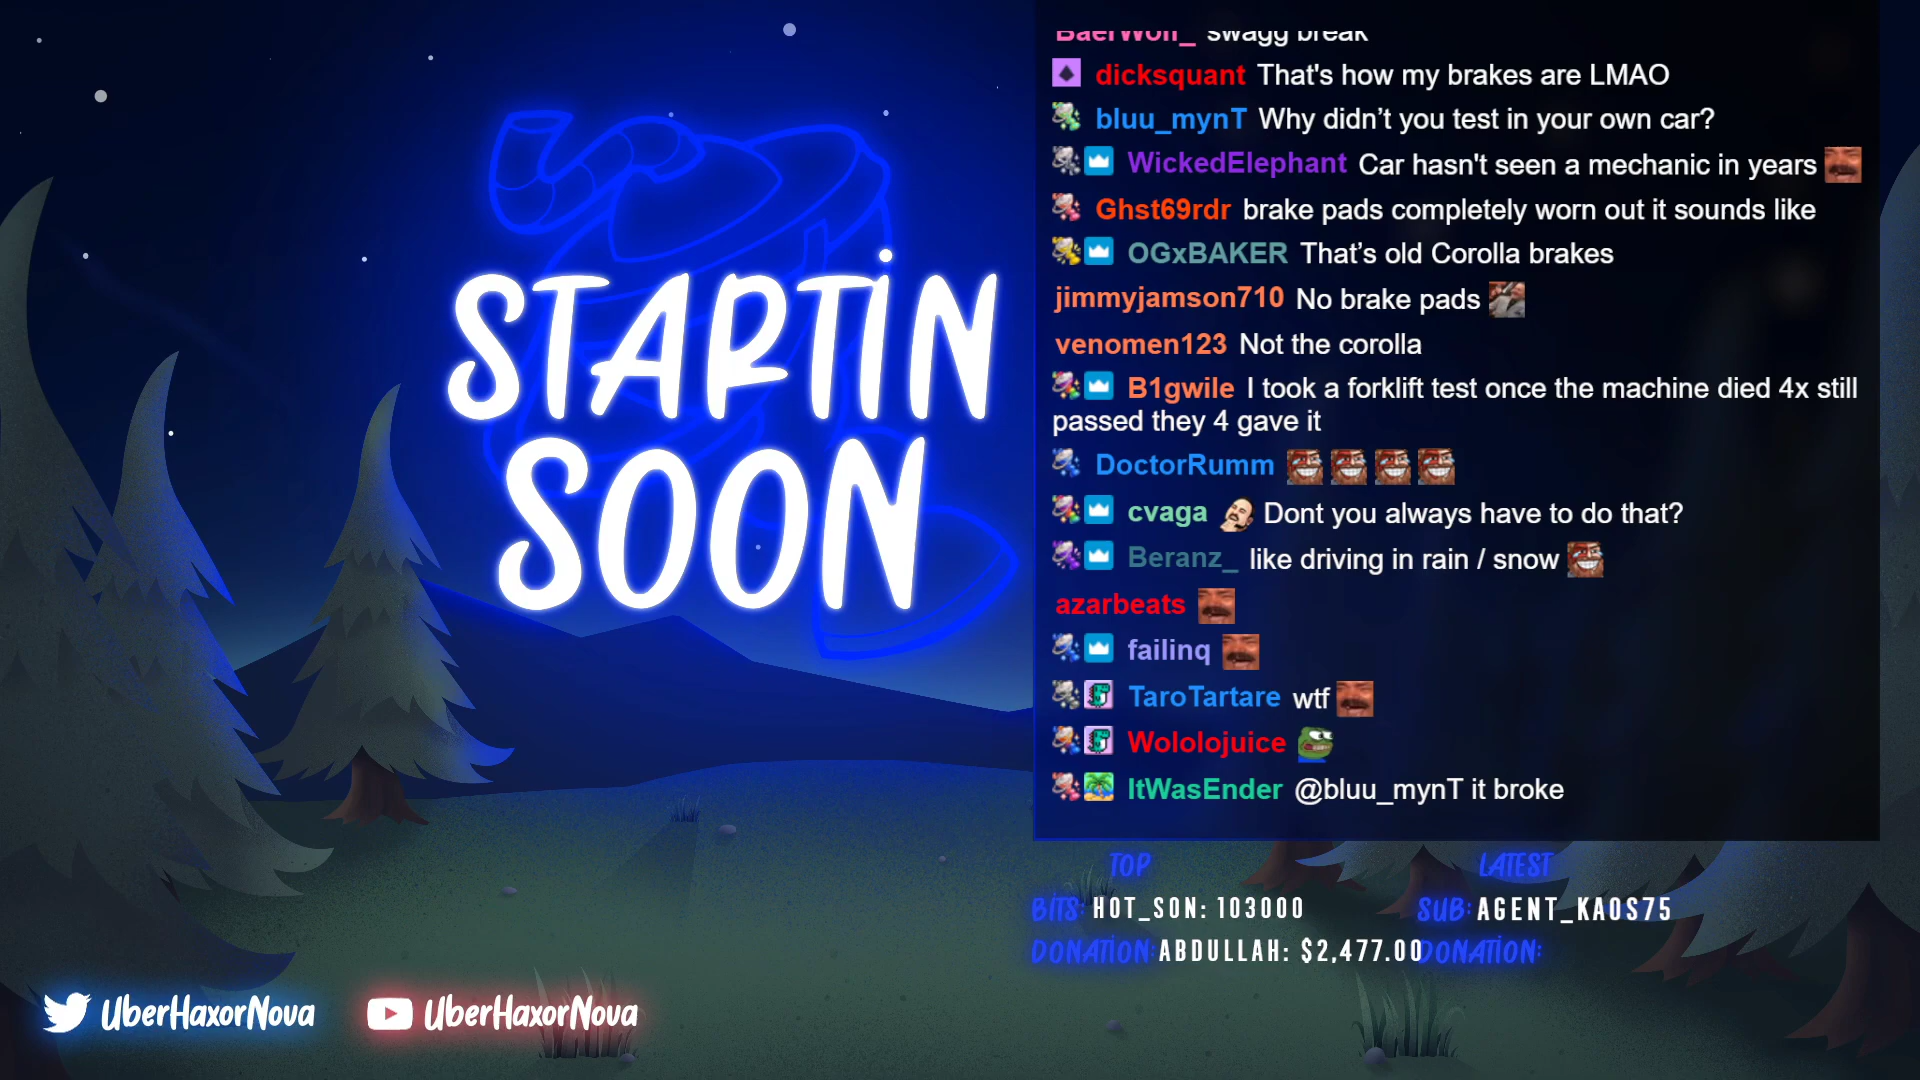 STARTIN
SOON
BaerWolf_ swagg break
dicksquant That's how my brakes are LMAO
bluu_mynT Why didn’t you test in your own car?
WickedElephant Car hasn't seen a mechanic in years
Ghst69rdr brake pads completely worn out it sounds like
OGxBAKER That’s old Corolla brakes
jimmyjamson710 No brake pads
venomen123 Not the corolla
B1gwile I took a forklift test once the machine died 4x still
passed they 4 gave it
DoctorRumm
cvaga Dont you always have to do that?
Beranz_ like driving in rain / snow
azarbeats
failinq
TaroTartare wtf
Wololojuice
ItWasEnder @bluu_mynT it broke
TOP
BITS: HOT_SON: 103000
DONATION: ABDULLAH: $2,477.00
LATEST
SUB: AGENT_KAOS75
DONATION:
UberHaxorNova
UberHaxorNova